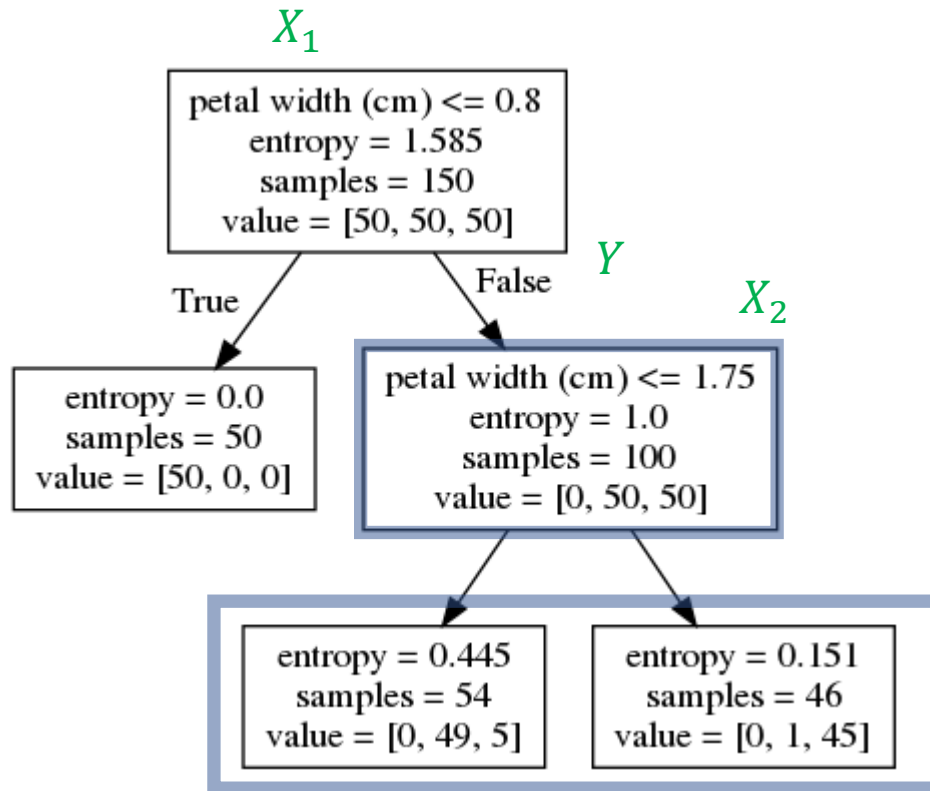 X₁
petal width (cm) <= 0.8
entropy = 1.585
samples = 150
value = [50, 50, 50]
True
False
Y
X₂
entropy = 0.0
samples = 50
value = [50, 0, 0]
petal width (cm) <= 1.75
entropy = 1.0
samples = 100
value = [0, 50, 50]
entropy = 0.445
samples = 54
value = [0, 49, 5]
entropy = 0.151
samples = 46
value = [0, 1, 45]